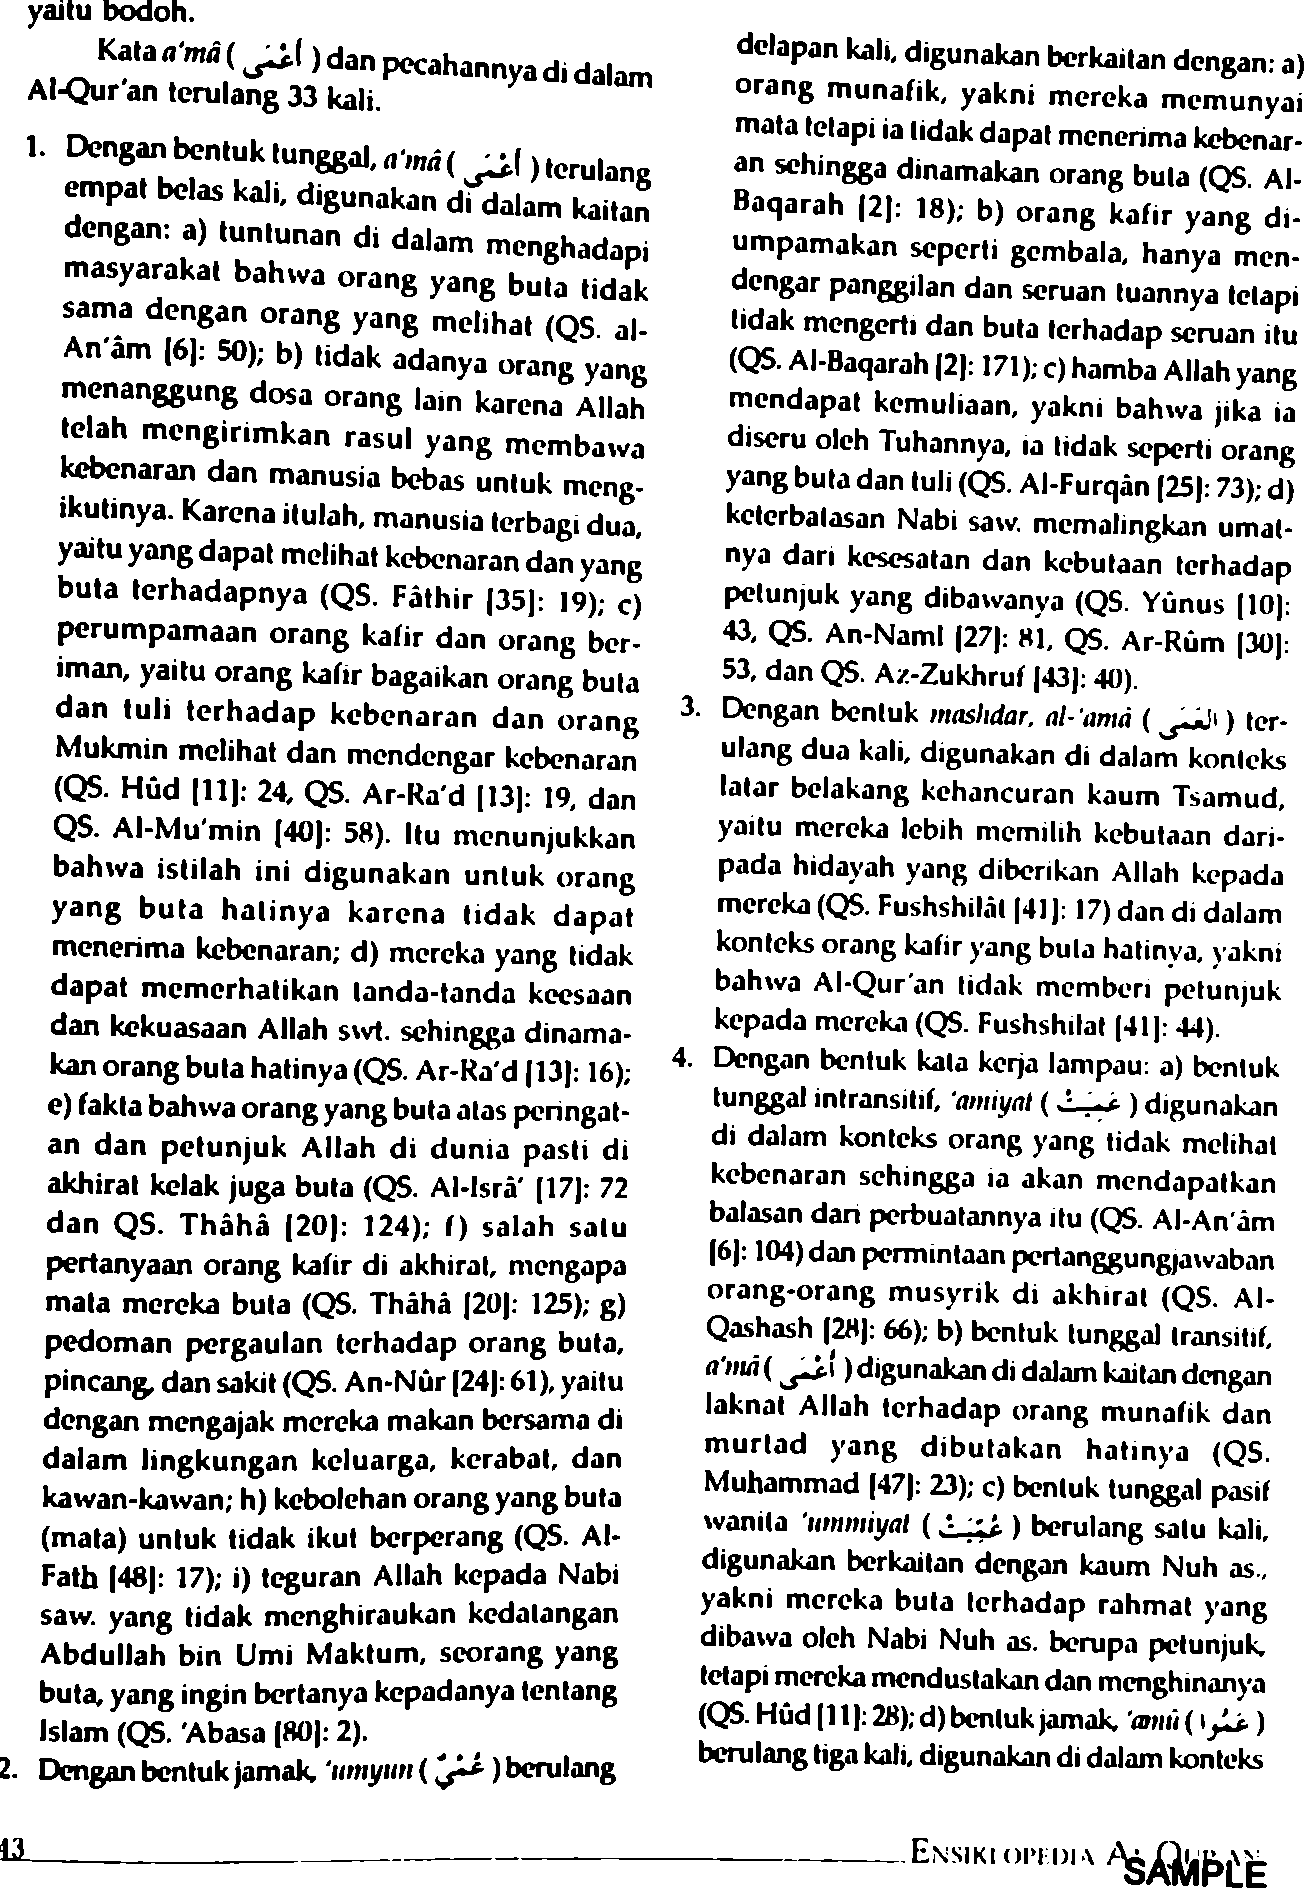 yaitu bodoh.
Kata a'mâ ( أَعْمَى ) dan pecahannya di dalam
Al-Qur'an terulang 33 kali.
1. Dengan bentuk tunggal, a'mâ ( أَعْمَى ) terulang
empat belas kali, digunakan di dalam kaitan
dengan: a) tuntunan di dalam menghadapi
masyarakat bahwa orang yang buta tidak
sama dengan orang yang melihat (QS. al-
An'âm [6]: 50); b) tidak adanya orang yang
menanggung dosa orang lain karena Allah
telah mengirimkan rasul yang membawa
kebenaran dan manusia bebas untuk meng-
ikutinya. Karena itulah, manusia terbagi dua,
yaitu yang dapat melihat kebenaran dan yang
buta terhadapnya (QS. Fâthir [35]: 19); c)
perumpamaan orang kafir dan orang ber-
iman, yaitu orang kafir bagaikan orang buta
dan tuli terhadap kebenaran dan orang
Mukmin melihat dan mendengar kebenaran
(QS. Hûd [11]: 24, QS. Ar-Ra'd [13]: 19, dan
QS. Al-Mu'min [40]: 58). Itu menunjukkan
bahwa istilah ini digunakan untuk orang
yang buta hatinya karena tidak dapat
menerima kebenaran; d) mereka yang tidak
dapat memerhatikan tanda-tanda keesaan
dan kekuasaan Allah swt. sehingga dinama-
kan orang buta hatinya (QS. Ar-Ra'd [13]: 16);
e) fakta bahwa orang yang buta atas peringat-
an dan petunjuk Allah di dunia pasti di
akhirat kelak juga buta (QS. Al-Isrâ' [17]: 72
dan QS. Thâhâ [20]: 124); f) salah satu
pertanyaan orang kafir di akhirat, mengapa
mata mereka buta (QS. Thâhâ [20]: 125); g)
pedoman pergaulan terhadap orang buta,
pincang, dan sakit (QS. An-Nûr [24]: 61), yaitu
dengan mengajak mereka makan bersama di
dalam lingkungan keluarga, kerabat, dan
kawan-kawan; h) kebolehan orang yang buta
(mata) untuk tidak ikut berperang (QS. Al-
Fath [48]: 17); i) teguran Allah kepada Nabi
saw. yang tidak menghiraukan kedatangan
Abdullah bin Umi Maktum, seorang yang
buta, yang ingin bertanya kepadanya tentang
Islam (QS. 'Abasa [80]: 2).
2. Dengan bentuk jamak, 'umyun ( عُمْيٌ ) berulang
delapan kali, digunakan berkaitan dengan: a)
orang munafik, yakni mereka memunyai
mata tetapi ia tidak dapat menerima kebenar-
an sehingga dinamakan orang buta (QS. Al-
Baqarah [2]: 18); b) orang kafir yang di-
umpamakan seperti gembala, hanya men-
dengar panggilan dan seruan tuannya tetapi
tidak mengerti dan buta terhadap seruan itu
(QS. Al-Baqarah [2]: 171); c) hamba Allah yang
mendapat kemuliaan, yakni bahwa jika ia
diseru oleh Tuhannya, ia tidak seperti orang
yang buta dan tuli (QS. Al-Furqân [25]: 73); d)
keterbatasan Nabi saw. memalingkan umat-
nya dari kesesatan dan kebutaan terhadap
petunjuk yang dibawanya (QS. Yûnus [10]:
43, QS. An-Naml [27]: 81, QS. Ar-Rûm [30]:
53, dan QS. Az-Zukhruf [43]: 40).
3. Dengan bentuk mashdar, al-'amâ ( العَمَى ) ter-
ulang dua kali, digunakan di dalam konteks
latar belakang kehancuran kaum Tsamud,
yaitu mereka lebih memilih kebutaan dari-
pada hidayah yang diberikan Allah kepada
mereka (QS. Fushshilât [41]: 17) dan di dalam
konteks orang kafir yang buta hatinya, yakni
bahwa Al-Qur'an tidak memberi petunjuk
kepada mereka (QS. Fushshilat [41]: 44).
4. Dengan bentuk kata kerja lampau: a) bentuk
tunggal intransitif, 'amiyat ( عَمِيَتْ ) digunakan
di dalam konteks orang yang tidak melihat
kebenaran sehingga ia akan mendapatkan
balasan dari perbuatannya itu (QS. Al-An'âm
[6]: 104) dan permintaan pertanggungjawaban
orang-orang musyrik di akhirat (QS. Al-
Qashash [28]: 66); b) bentuk tunggal transitif,
a'mâ ( أَعْمَى ) digunakan di dalam kaitan dengan
laknat Allah terhadap orang munafik dan
murtad yang dibutakan hatinya (QS.
Muhammad [47]: 23); c) bentuk tunggal pasif
wanita 'ummiyat ( عُمِّيَتْ ) berulang satu kali,
digunakan berkaitan dengan kaum Nuh as.,
yakni mereka buta terhadap rahmat yang
dibawa oleh Nabi Nuh as. berupa petunjuk,
tetapi mereka mendustakan dan menghinanya
(QS. Hûd [11]: 28); d) bentuk jamak, 'amû ( عَمُوا )
berulang tiga kali, digunakan di dalam konteks
43
ENSIKLOPEDIA AL-QUR'AN
SAMPLE